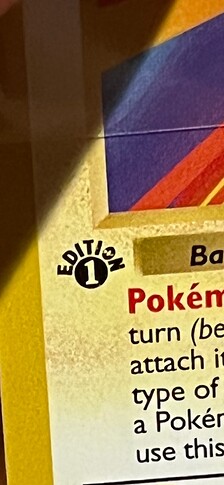 EDITION
1
Ba
Pokém
turn (be
attach it
type of
a Pokém
use this